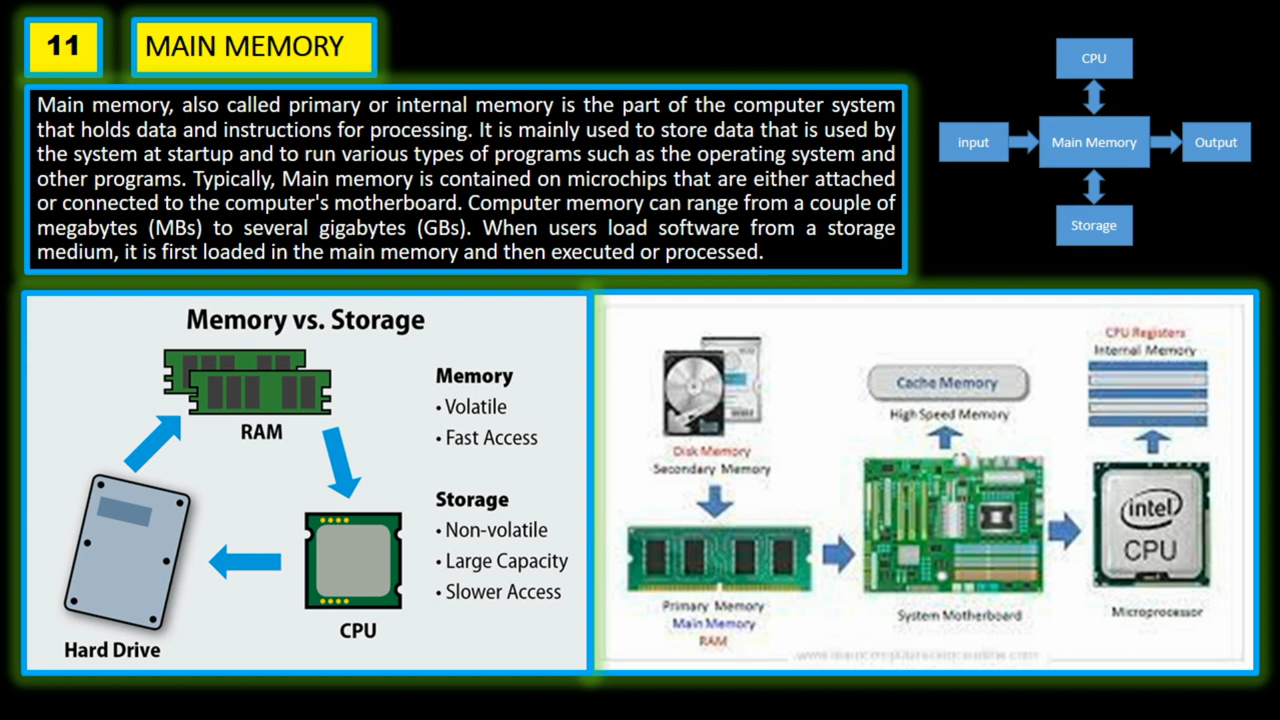 11
MAIN MEMORY
Main memory, also called primary or internal memory is the part of the computer system
that holds data and instructions for processing. It is mainly used to store data that is used by
the system at startup and to run various types of programs such as the operating system and
other programs. Typically, Main memory is contained on microchips that are either attached
or connected to the computer's motherboard. Computer memory can range from a couple of
megabytes (MBs) to several gigabytes (GBs). When users load software from a storage
medium, it is first loaded in the main memory and then executed or processed.
CPU
input
Main Memory
Output
Storage
Memory vs. Storage
RAM
CPU
Hard Drive
Memory
• Volatile
• Fast Access
Storage
• Non-volatile
• Large Capacity
• Slower Access
Disk Memory
Secondary Memory
Primary Memory
Main Memory
RAM
Cache Memory
High Speed Memory
System Motherboard
CPU Registers
Internal Memory
intel
CPU
Microprocessor